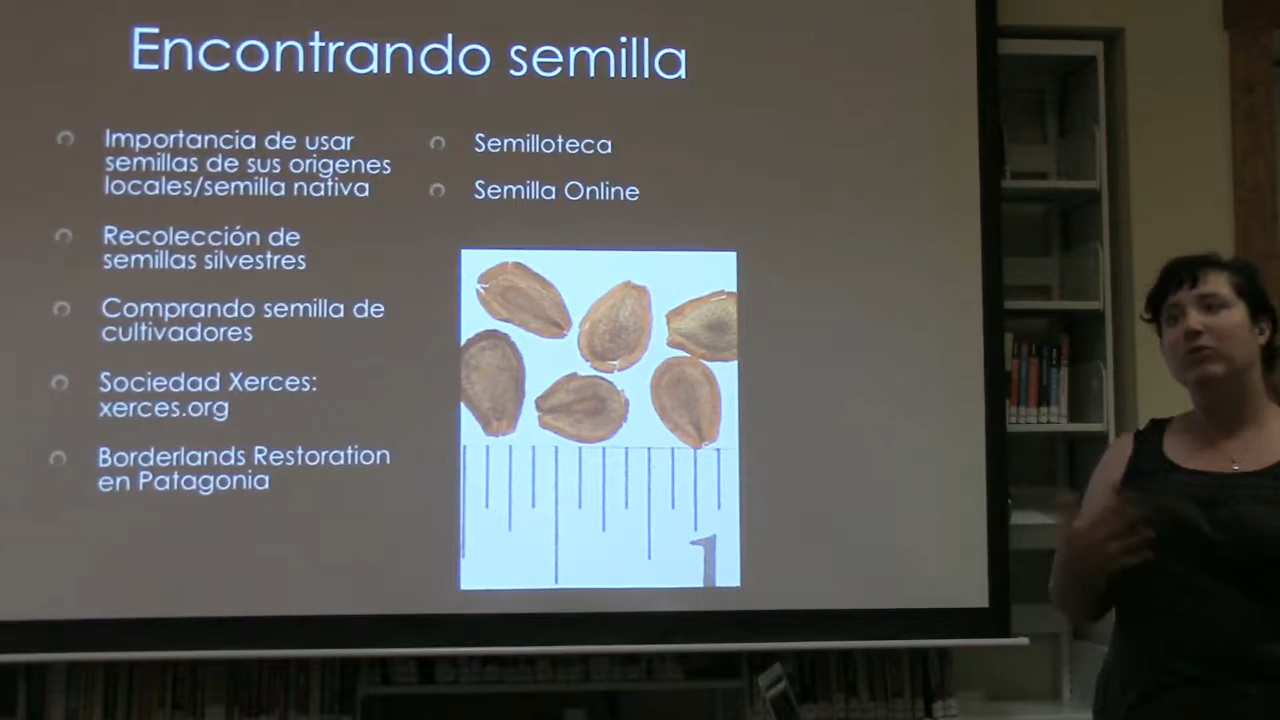 Encontrando semilla
Importancia de usar
semillas de sus origenes
locales/semilla nativa
Recolección de
semillas silvestres
Comprando semilla de
cultivadores
Sociedad Xerces:
xerces.org
Borderlands Restoration
en Patagonia
Semilloteca
Semilla Online
1